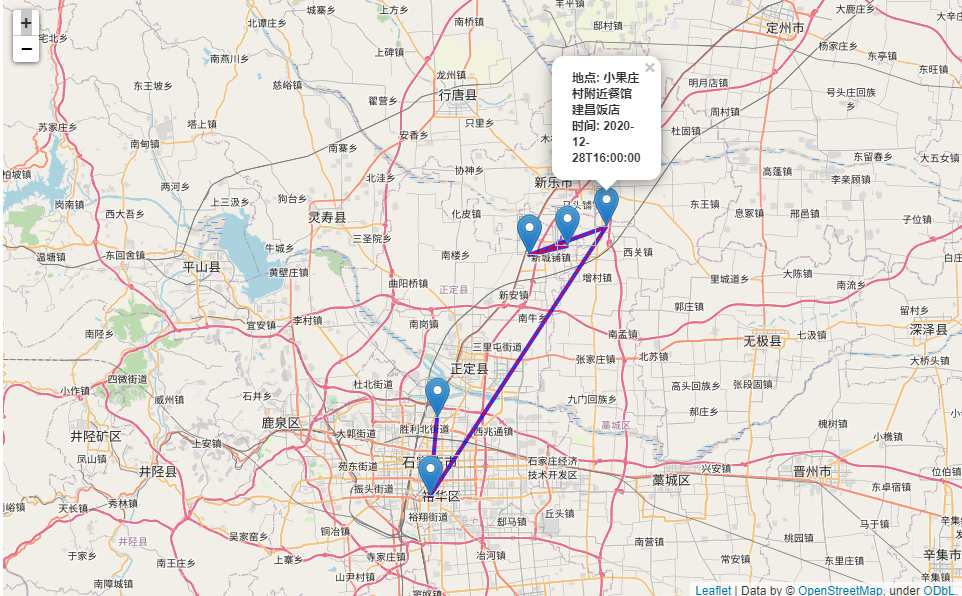 +
−
×
地点: 小果庄
村附近餐馆
建昌饭店
时间: 2020-
12-
28T16:00:00
城寨乡
上方乡
南桥镇
邸村镇
大鹿庄乡
北谭庄乡
定州市
宅北乡
上碑镇
杨家庄乡
东亭镇
南燕川乡
龙州镇
明月店镇
东旺镇
东王坡乡
慈峪镇
行唐县
号头庄回族
乡
翟营乡
周村镇
苏家庄乡
塔上镇
只里乡
安香乡
杜固镇
南甸镇
南寨乡
东留春乡
大五女镇
柏坡镇
两河乡
北洼乡
协神乡
高蓬镇
李亲顾镇
新乐市
岗南镇
上三汲乡
狗台乡
东王镇
西大吾乡
灵寿县
化皮镇
马头铺镇
息冢镇
邢邑镇
子位镇
三圣院乡
温塘镇
东回舍镇
牛城乡
南楼乡
新城铺镇
西关镇
平山县
黄壁庄镇
曲阳桥镇
增村镇
里城道乡
大陈镇
南流乡
正定县
新安镇
郭庄镇
留村乡
宜安镇
李村镇
南岗镇
南牛乡
深泽县
南陉乡
南孟镇
七汲镇
三里屯街道
无极县
张家庄镇
北苏镇
大桥头镇
正定县
小作镇
四微街道
杜北街道
高头回族乡
张段固镇
石井乡
威州镇
九门回族乡
郝庄乡
鹿泉区
胜利北街道
槐树镇
井陉矿区
大郭街道
西兆通镇
藁城区
小樵镇
上安镇
凤山镇
井陉县
苑东街道
石家庄经济
技术开发区
兴安镇
晋州市
位伯镇
藁城区
东卓宿镇
振头街道
裕华区
秀林镇
天长镇
裕翔街道
丘头镇
郄马镇
马于镇
铜冶镇
吴家窑乡
桃园镇
井陉县
南营镇
于家乡
上寨乡
寺家庄镇
冶河镇
常安镇
东里庄镇
辛集市
南王庄乡
山尹村镇
南障城镇
辛集镇
Leaflet | Data by © OpenStreetMap, under ODbL.